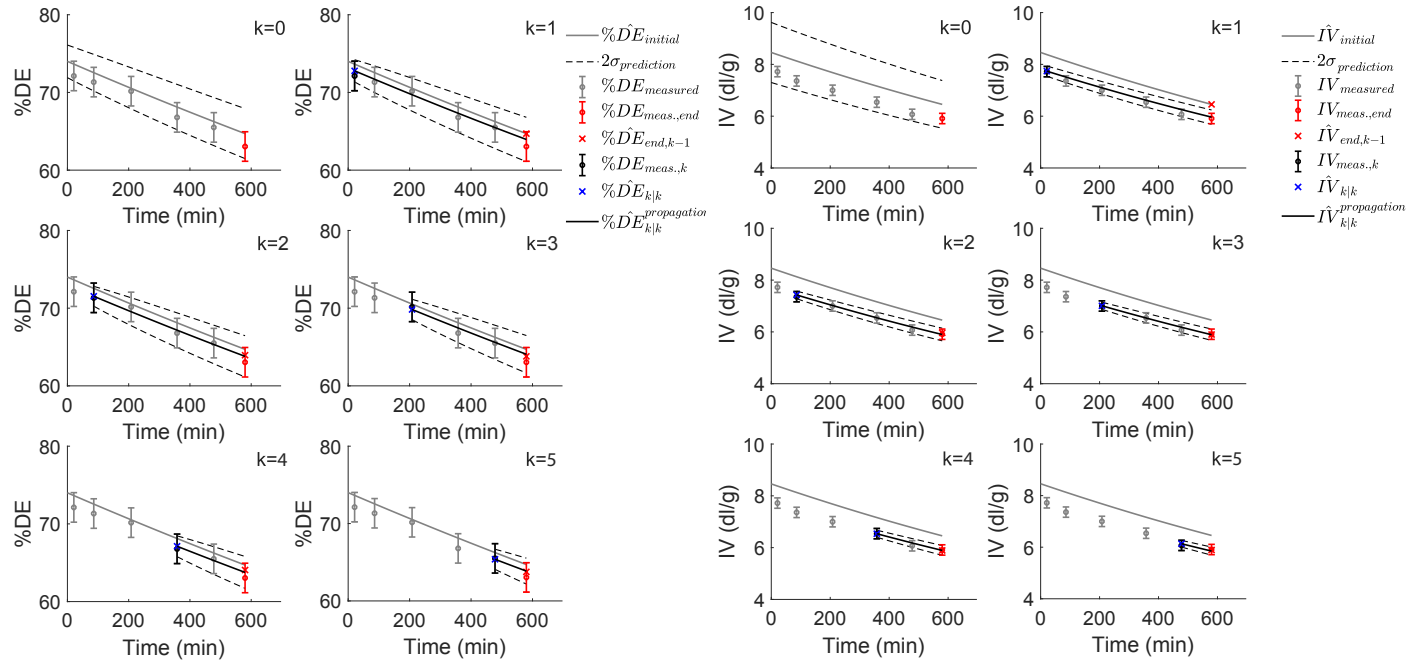 80
70
60
%DE
0 200 400 600
Time (min)
k=0
80
70
60
%DE
0 200 400 600
Time (min)
k=1
%D̂E_initial
2σ_prediction
%DE_measured
%DE_meas.,end
%D̂E_end,k−1
%DE_meas.,k
%D̂E_k|k
%D̂E_k|k^propagation
10
8
6
4
IV (dl/g)
0 200 400 600
Time (min)
k=0
10
8
6
4
IV (dl/g)
0 200 400 600
Time (min)
k=1
ÎV_initial
2σ_prediction
IV_measured
IV_meas.,end
ÎV_end,k−1
IV_meas.,k
ÎV_k|k
ÎV_k|k^propagation
80
70
60
%DE
0 200 400 600
Time (min)
k=2
80
70
60
%DE
0 200 400 600
Time (min)
k=3
10
8
6
4
IV (dl/g)
0 200 400 600
Time (min)
k=2
10
8
6
4
IV (dl/g)
0 200 400 600
Time (min)
k=3
80
70
60
%DE
0 200 400 600
Time (min)
k=4
80
70
60
%DE
0 200 400 600
Time (min)
k=5
10
8
6
4
IV (dl/g)
0 200 400 600
Time (min)
k=4
10
8
6
4
IV (dl/g)
0 200 400 600
Time (min)
k=5